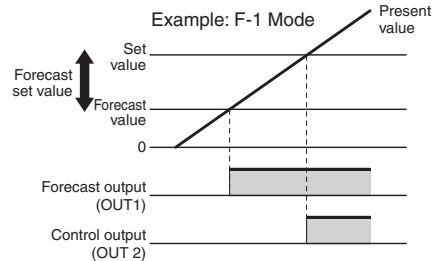 Example: F-1 Mode
Present
value
Set
value
Forecast
set value
Forecast
value
0
Forecast output
(OUT1)
Control output
(OUT 2)